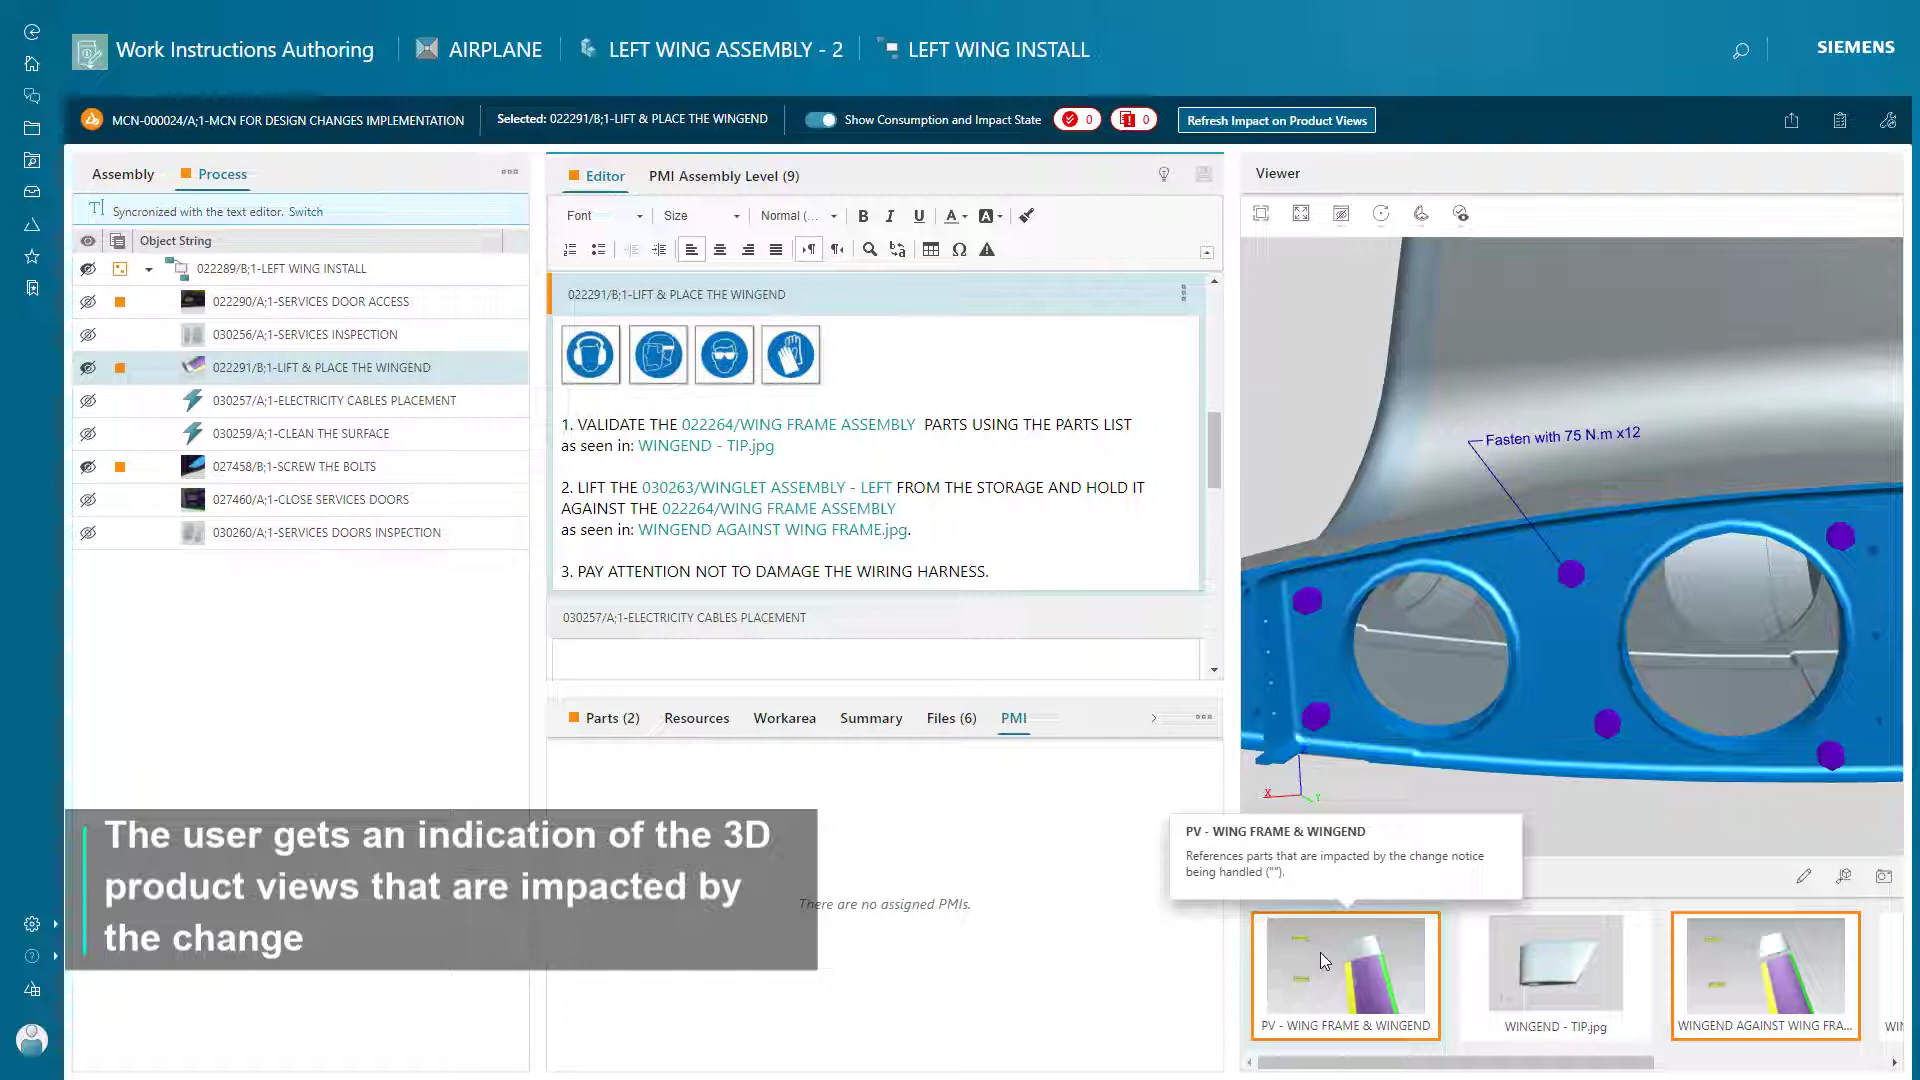 Work Instructions Authoring
AIRPLANE
LEFT WING ASSEMBLY - 2
LEFT WING INSTALL
SIEMENS
MCN-000024/A;1-MCN FOR DESIGN CHANGES IMPLEMENTATION
Selected: 022291/B;1-LIFT & PLACE THE WINGEND
Show Consumption and Impact State
0
0
Refresh Impact on Product Views
Assembly
Process
Syncronized with the text editor. Switch
Object String
022289/B;1-LEFT WING INSTALL
022290/A;1-SERVICES DOOR ACCESS
030256/A;1-SERVICES INSPECTION
022291/B;1-LIFT & PLACE THE WINGEND
030257/A;1-ELECTRICITY CABLES PLACEMENT
030259/A;1-CLEAN THE SURFACE
027458/B;1-SCREW THE BOLTS
027460/A;1-CLOSE SERVICES DOORS
030260/A;1-SERVICES DOORS INSPECTION
Editor
PMI Assembly Level (9)
Font
Size
Normal (...
B
I
U
A
A
022291/B;1-LIFT & PLACE THE WINGEND
1. VALIDATE THE 022264/WING FRAME ASSEMBLY PARTS USING THE PARTS LIST
as seen in: WINGEND - TIP.jpg
2. LIFT THE 030263/WINGLET ASSEMBLY - LEFT FROM THE STORAGE AND HOLD IT
AGAINST THE 022264/WING FRAME ASSEMBLY
as seen in: WINGEND AGAINST WING FRAME.jpg.
3. PAY ATTENTION NOT TO DAMAGE THE WIRING HARNESS.
030257/A;1-ELECTRICITY CABLES PLACEMENT
Parts (2)
Resources
Workarea
Summary
Files (6)
PMI
There are no assigned PMIs.
Viewer
Fasten with 75 N.m x12
X
Y
PV - WING FRAME & WINGEND
References parts that are impacted by the change notice
being handled ("").
PV - WING FRAME & WINGEND
WINGEND - TIP.jpg
WINGEND AGAINST WING FRA...
WIN
The user gets an indication of the 3D
product views that are impacted by
the change